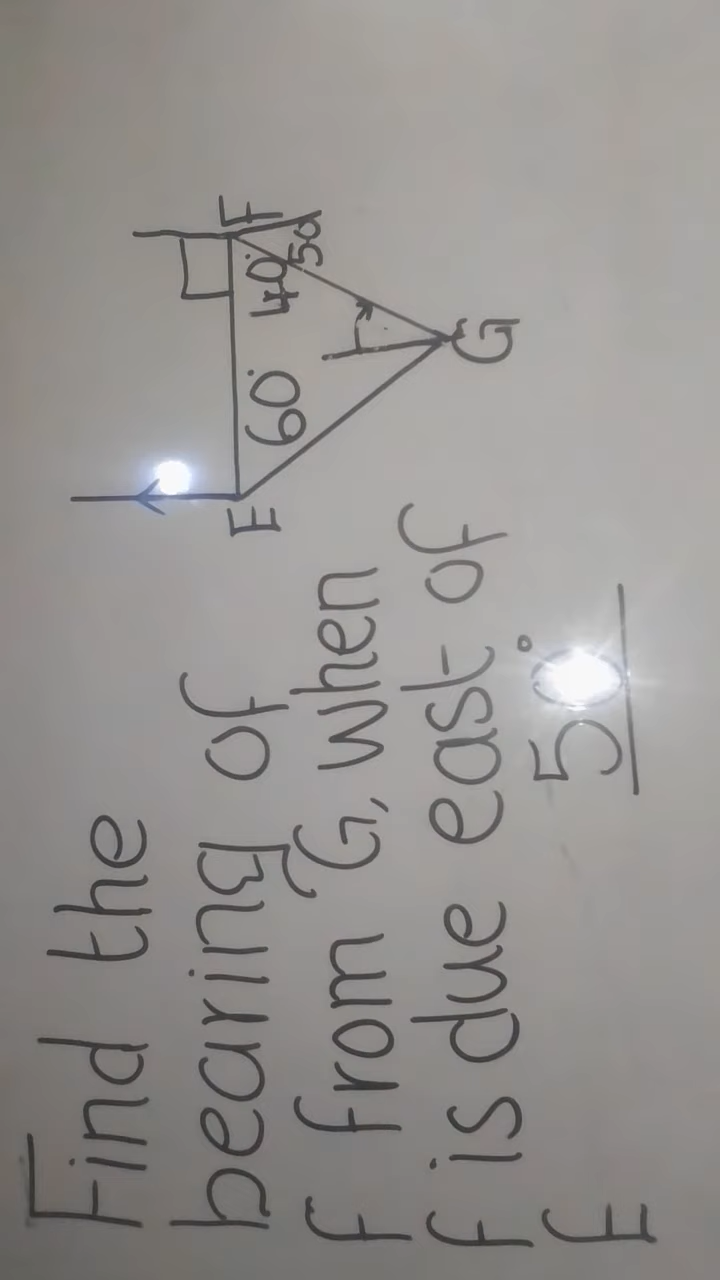 Find the
bearing of
F from G, when
F is due east of
E
50°
E
F
60°
40°
50
G